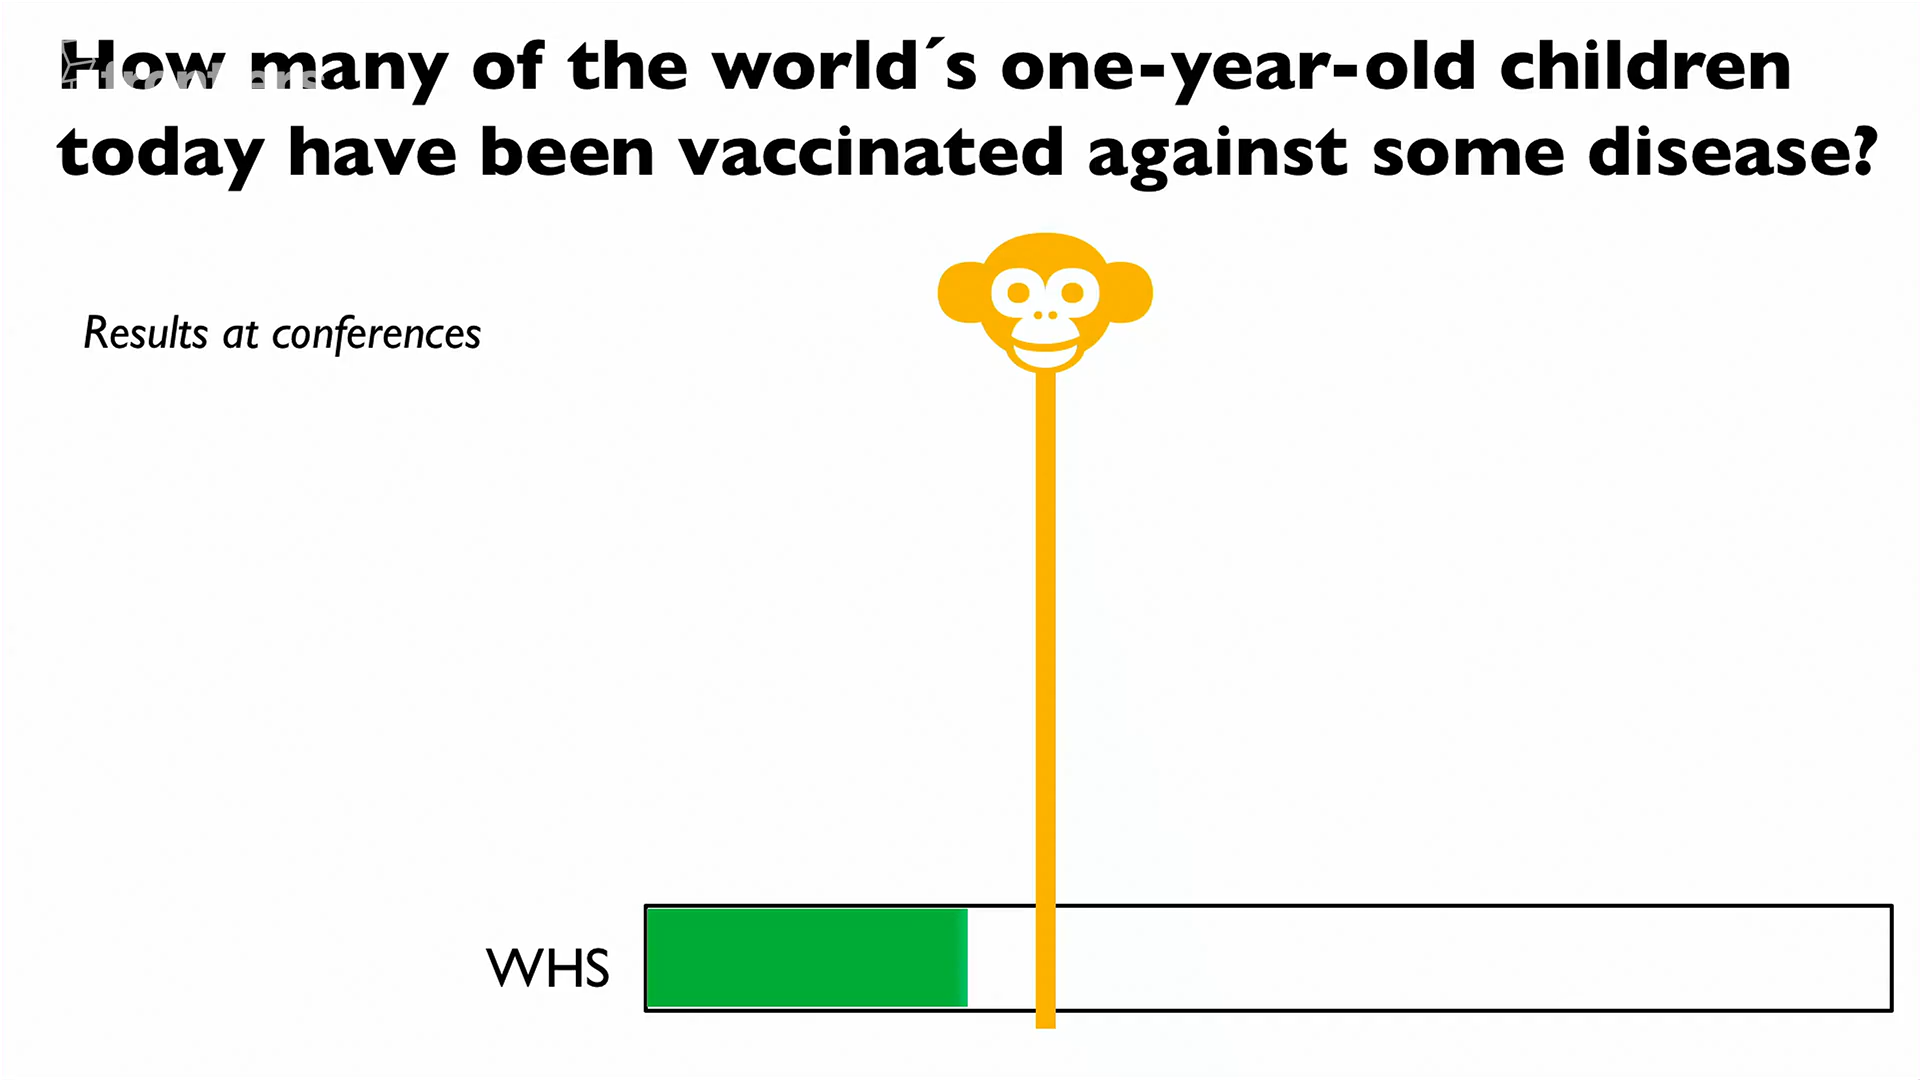 How many of the world´s one-year-old children
today have been vaccinated against some disease?
frontiers
Results at conferences
WHS